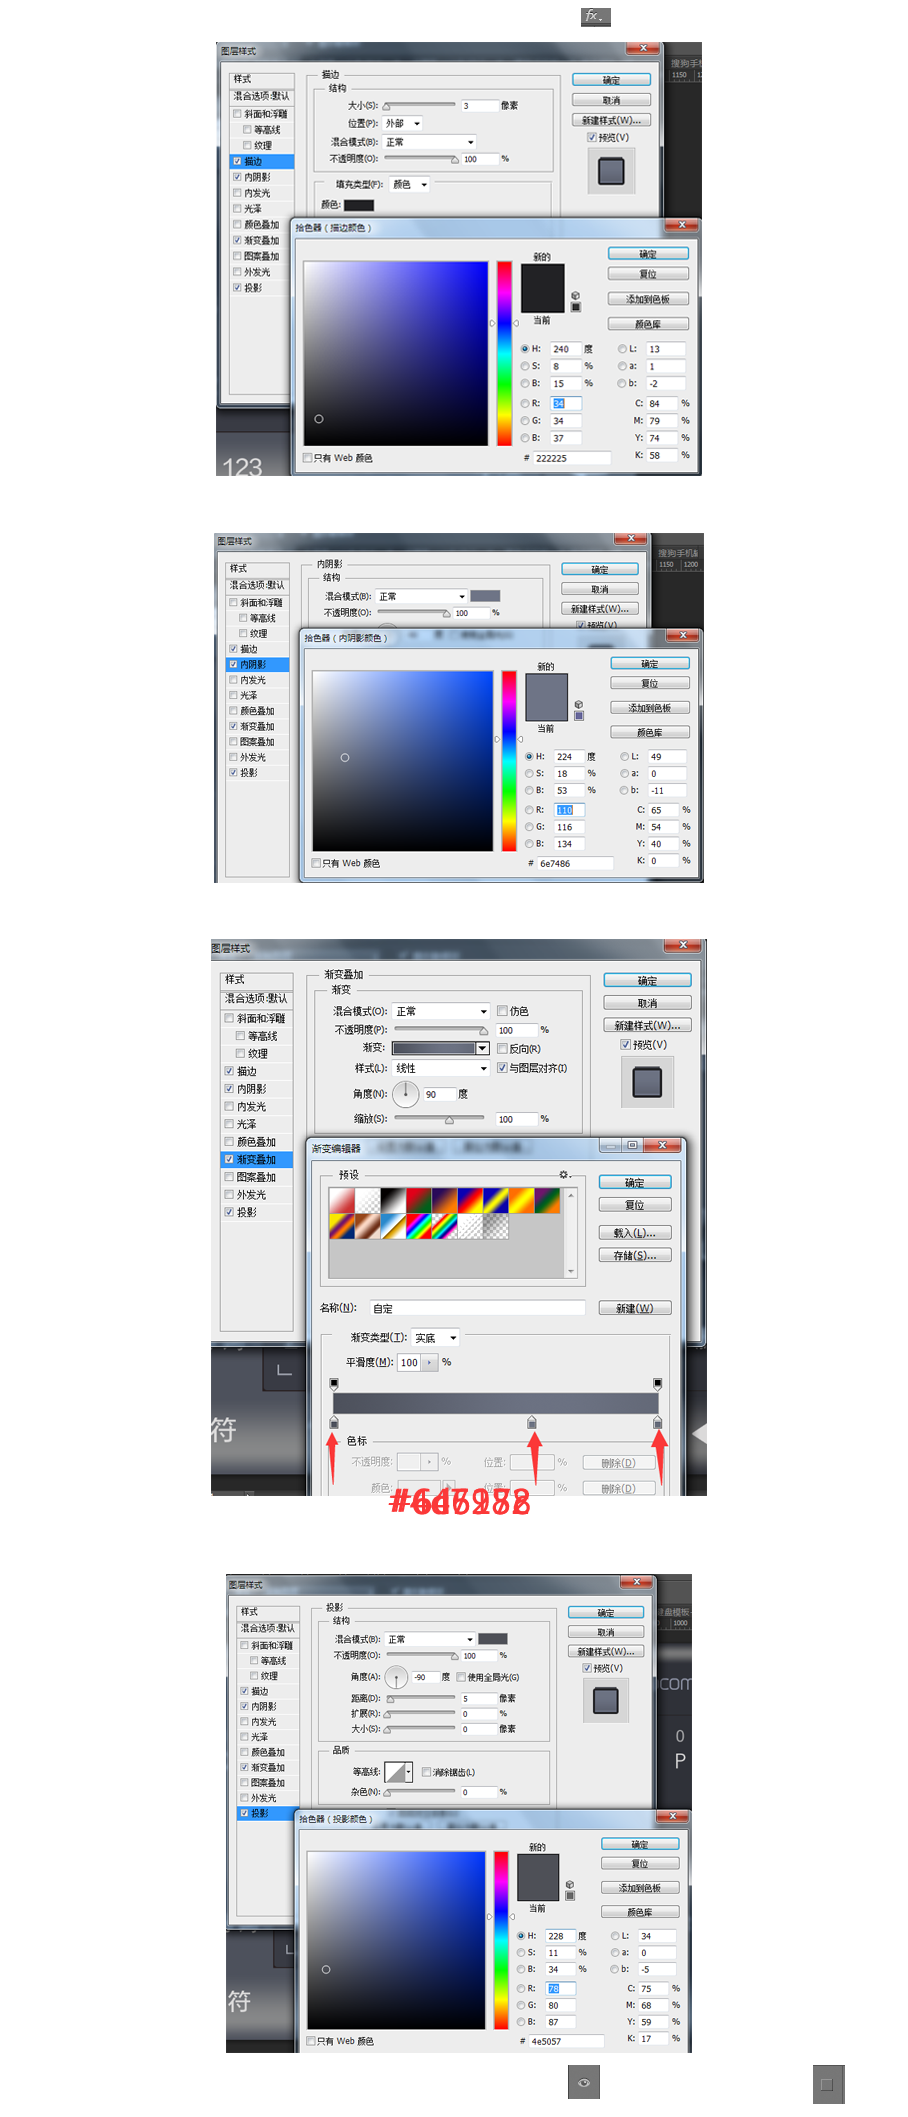 fx.
图层样式
搜狗手机
1150
样式
混合选项:默认
斜面和浮雕
等高线
纹理
描边
内阴影
内发光
光泽
颜色叠加
渐变叠加
图案叠加
外发光
投影
描边
结构
大小(S): 3 像素
位置(P): 外部
混合模式(B): 正常
不透明度(O): 100 %
填充类型(F): 颜色
颜色:
确定
取消
新建样式(W)...
预览(V)
123
拾色器（描边颜色）
新的
当前
确定
复位
添加到色板
颜色库
H: 240 度 L: 13
S: 8 % a: 1
B: 15 % b: -2
R: 34 C: 84 %
G: 34 M: 79 %
B: 37 Y: 74 %
K: 58 %
只有 Web 颜色 # 222225
图层样式
搜狗手机
1150 1200
样式
混合选项:默认
斜面和浮雕
等高线
纹理
描边
内阴影
内发光
光泽
颜色叠加
渐变叠加
图案叠加
外发光
投影
内阴影
结构
混合模式(B): 正常
不透明度(O): 100 %
确定
取消
新建样式(W)...
预览(V)
拾色器（内阴影颜色）
新的
当前
确定
复位
添加到色板
颜色库
H: 224 度 L: 49
S: 18 % a: 0
B: 53 % b: -11
R: 110 C: 65 %
G: 116 M: 54 %
B: 134 Y: 40 %
K: 0 %
只有 Web 颜色 # 6e7486
图层样式
样式
混合选项:默认
斜面和浮雕
等高线
纹理
描边
内阴影
内发光
光泽
颜色叠加
渐变叠加
图案叠加
外发光
投影
渐变叠加
渐变
混合模式(O): 正常 仿色
不透明度(P): 100 %
渐变: 反向(R)
样式(L): 线性 与图层对齐(I)
角度(N): 90 度
缩放(S): 100 %
确定
取消
新建样式(W)...
预览(V)
符
渐变编辑器
预设
确定
复位
载入(L)...
存储(S)...
名称(N): 自定 新建(W)
渐变类型(T): 实底
平滑度(M): 100 %
色标
不透明度: % 位置: % 删除(D)
颜色: 位置: % 删除(D)
图层样式
键盘模板
1000
样式
混合选项:默认
斜面和浮雕
等高线
纹理
描边
内阴影
内发光
光泽
颜色叠加
渐变叠加
图案叠加
外发光
投影
投影
结构
混合模式(B): 正常
不透明度(O): 100 %
角度(A): -90 度 使用全局光(G)
距离(D): 5 像素
扩展(R): 0 %
大小(S): 0 像素
品质
等高线: 消除锯齿(L)
杂色(N): 0 %
确定
取消
新建样式(W)...
预览(V)
com
0
P
符
拾色器（投影颜色）
新的
当前
确定
复位
添加到色板
颜色库
H: 228 度 L: 34
S: 11 % a: 0
B: 34 % b: -5
R: 78 C: 75 %
G: 80 M: 68 %
B: 87 Y: 59 %
K: 17 %
只有 Web 颜色 # 4e5057